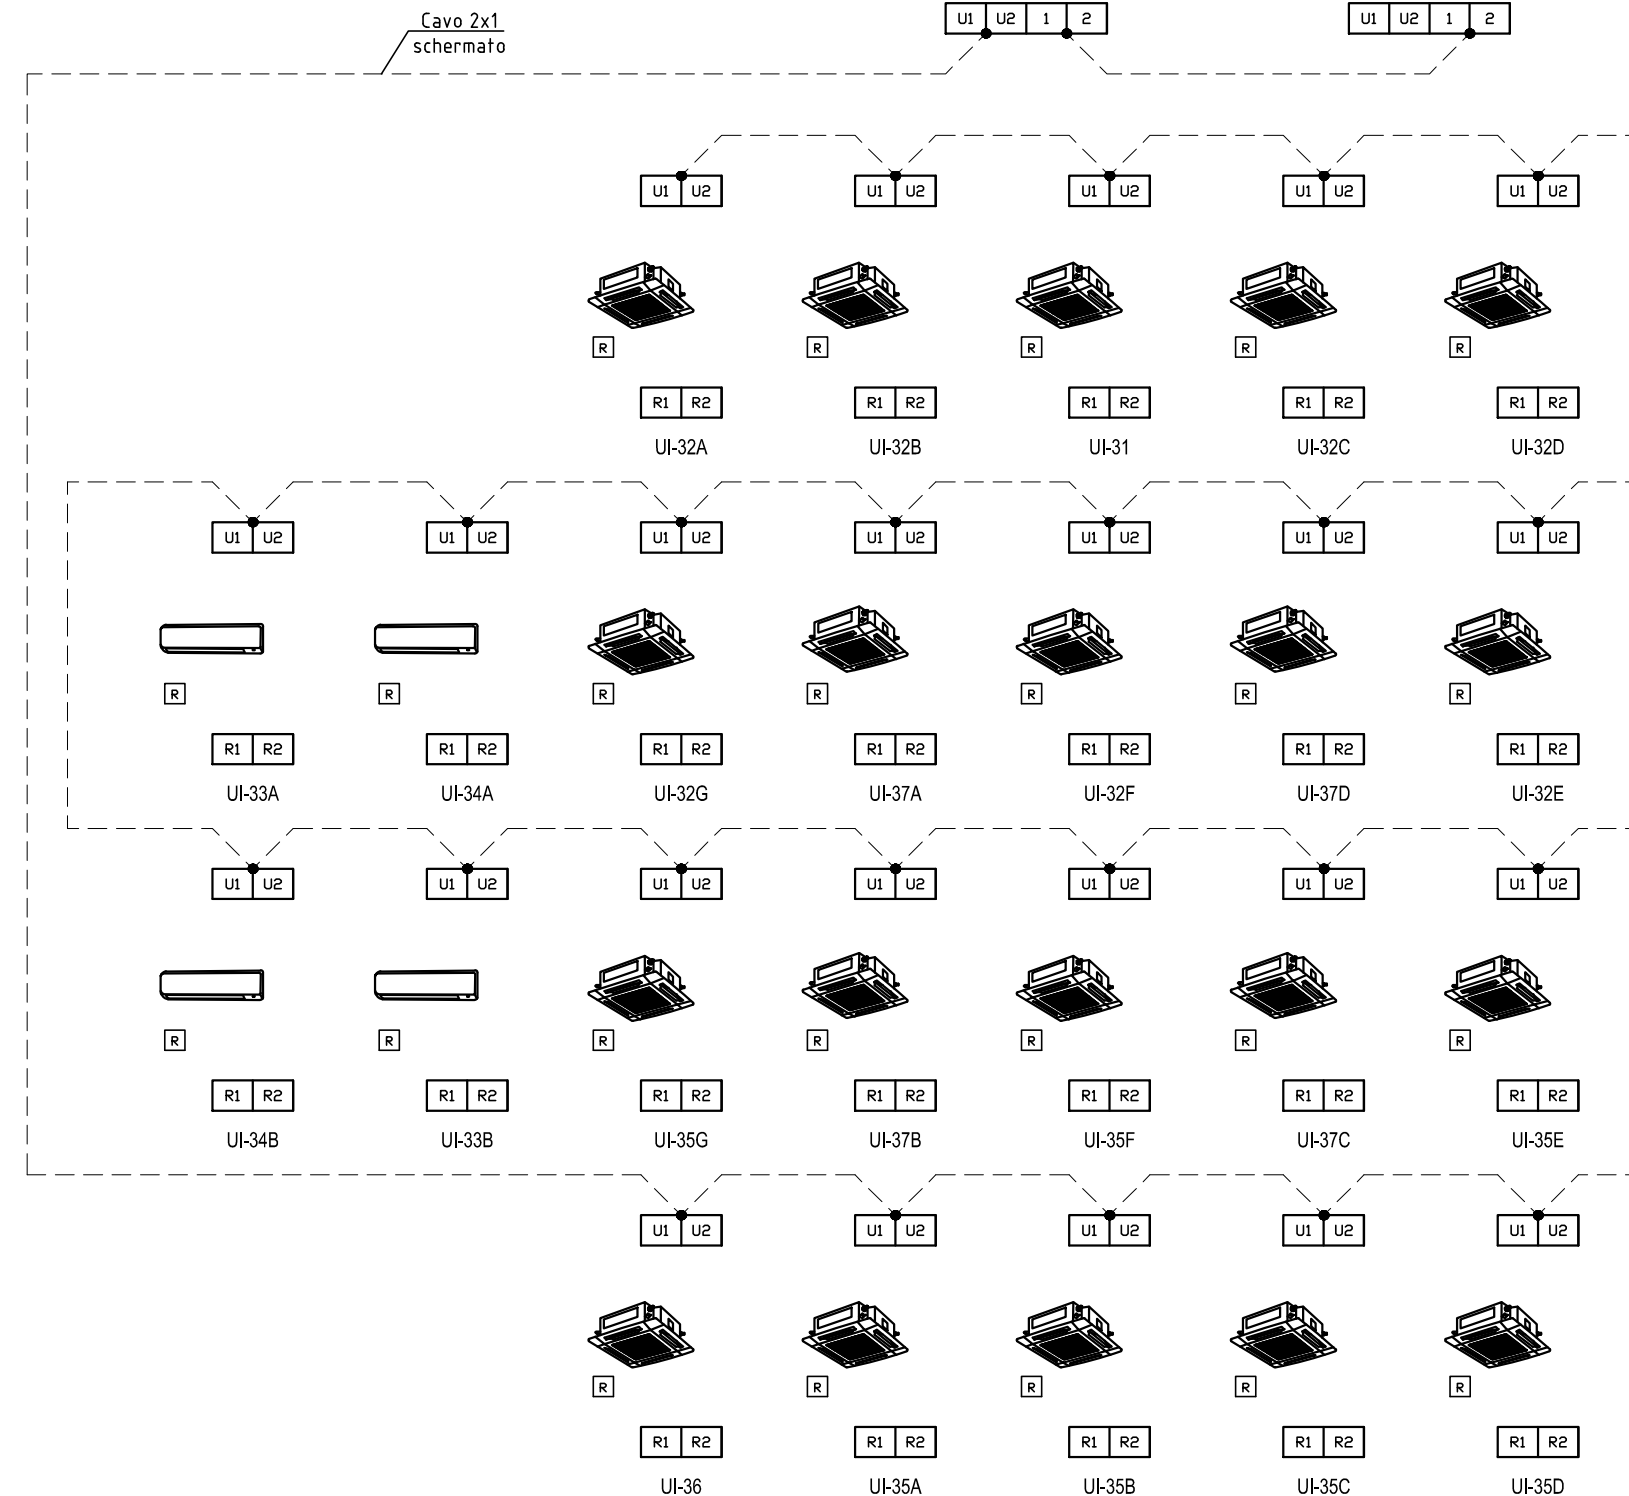 Cavo 2x1
schermato
U1 U2 1 2 U1 U2 1 2
U1 U2 U1 U2 U1 U2 U1 U2 U1 U2
R R R R R
R1 R2 R1 R2 R1 R2 R1 R2 R1 R2
UI-32A UI-32B UI-31 UI-32C UI-32D
U1 U2 U1 U2 U1 U2 U1 U2 U1 U2 U1 U2 U1 U2
R R R R R R R
R1 R2 R1 R2 R1 R2 R1 R2 R1 R2 R1 R2 R1 R2
UI-33A UI-34A UI-32G UI-37A UI-32F UI-37D UI-32E
U1 U2 U1 U2 U1 U2 U1 U2 U1 U2 U1 U2 U1 U2
R R R R R R R
R1 R2 R1 R2 R1 R2 R1 R2 R1 R2 R1 R2 R1 R2
UI-34B UI-33B UI-35G UI-37B UI-35F UI-37C UI-35E
U1 U2 U1 U2 U1 U2 U1 U2 U1 U2
R R R R R
R1 R2 R1 R2 R1 R2 R1 R2 R1 R2
UI-36 UI-35A UI-35B UI-35C UI-35D